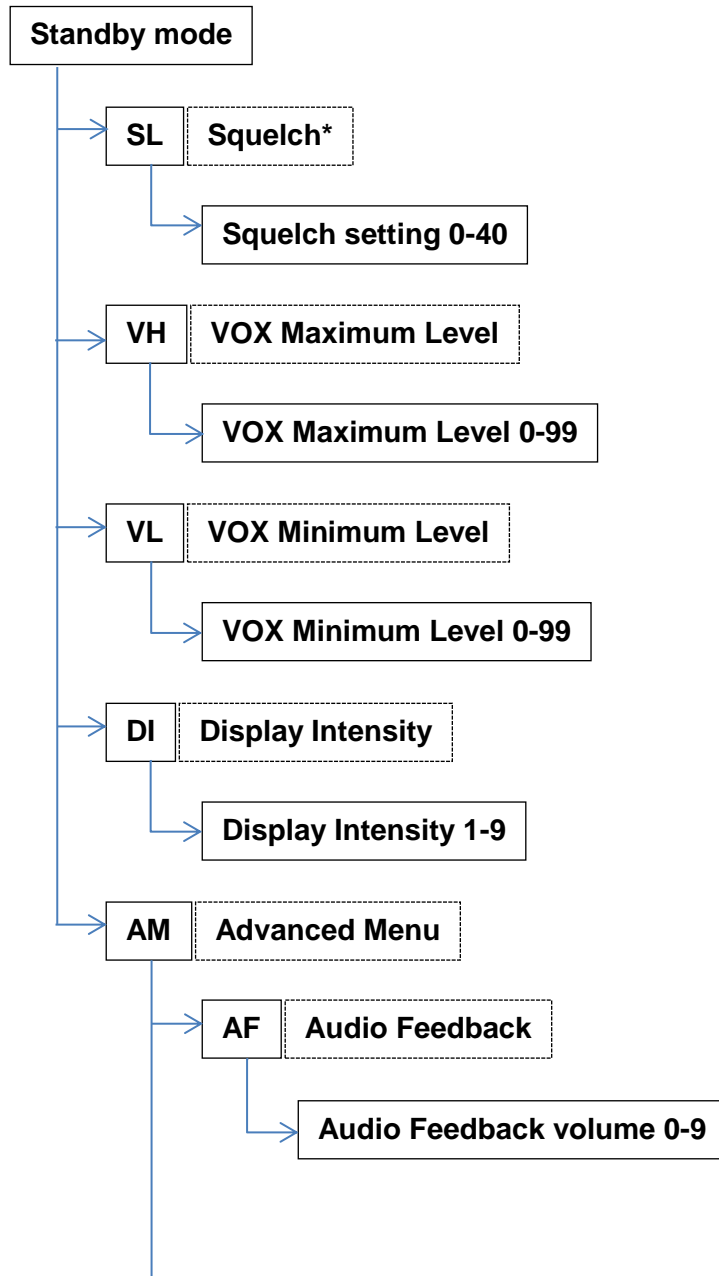 Standby mode
SL Squelch*
Squelch setting 0-40
VH VOX Maximum Level
VOX Maximum Level 0-99
VL VOX Minimum Level
VOX Minimum Level 0-99
DI Display Intensity
Display Intensity 1-9
AM Advanced Menu
AF Audio Feedback
Audio Feedback volume 0-9